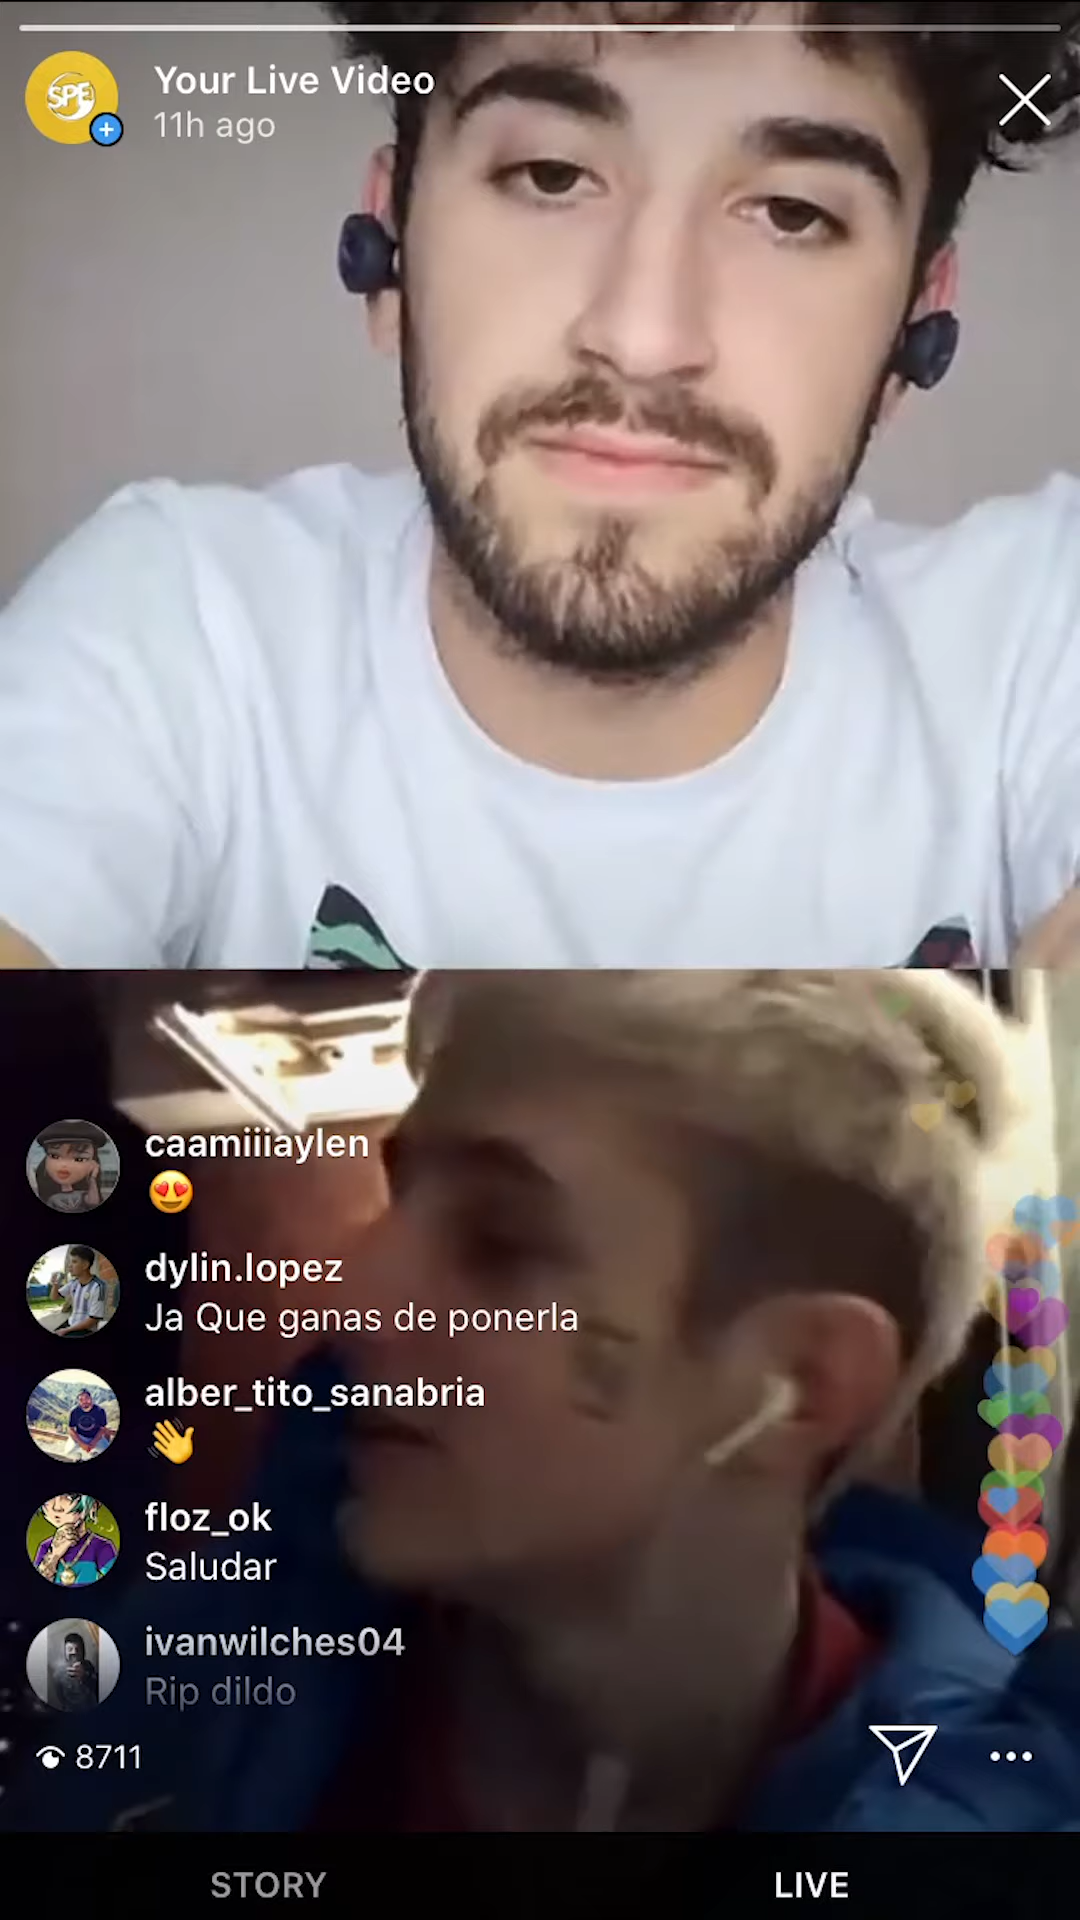 SPF
Your Live Video
11h ago
caamiiiaylen
😍
dylin.lopez
Ja Que ganas de ponerla
alber_tito_sanabria
👋
floz_ok
Saludar
ivanwilches04
Rip dildo
8711
STORY
LIVE